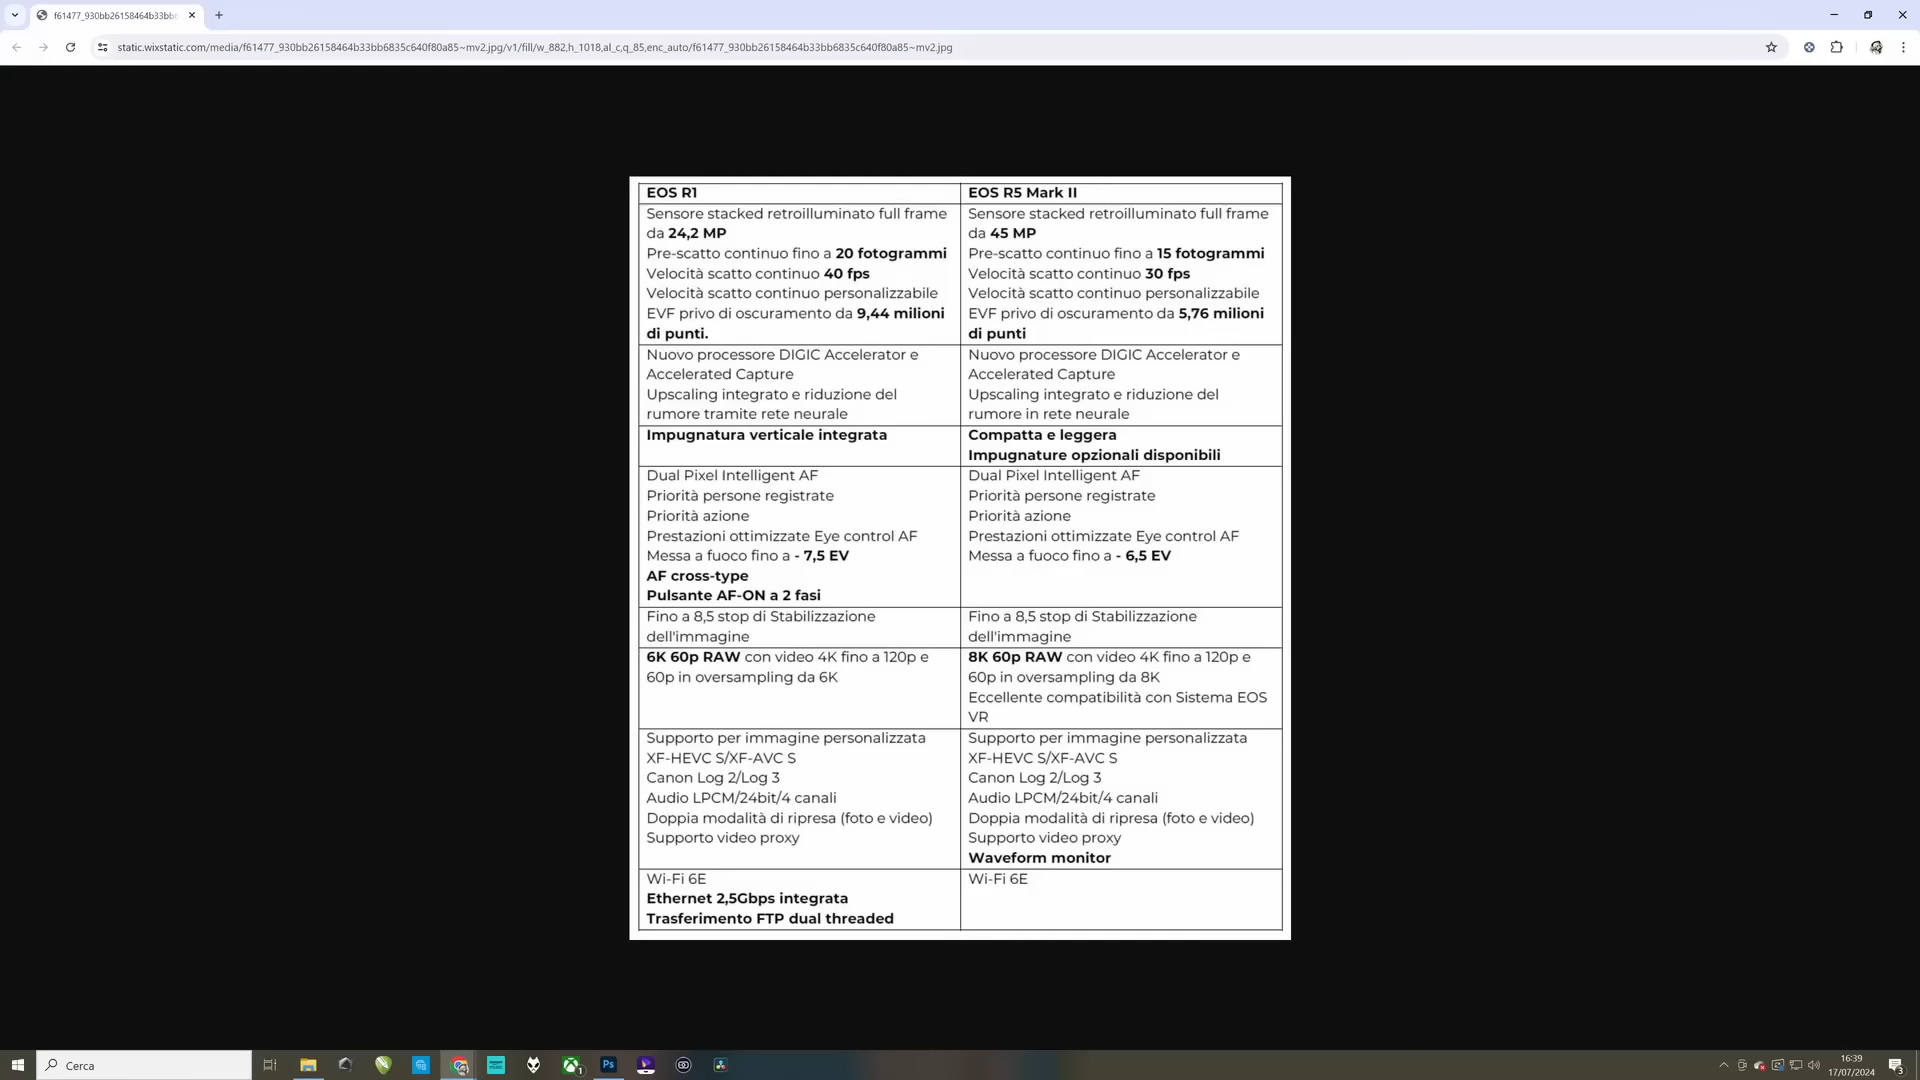 f61477_930bb26158464b33bb6
static.wixstatic.com/media/f61477_930bb26158464b33bb6835c640f80a85~mv2.jpg/v1/fill/w_882,h_1018,al_c,q_85,enc_auto/f61477_930bb26158464b33bb6835c640f80a85~mv2.jpg
EOS R1
Sensore stacked retroilluminato full frame
da 24,2 MP
Pre-scatto continuo fino a 20 fotogrammi
Velocità scatto continuo 40 fps
Velocità scatto continuo personalizzabile
EVF privo di oscuramento da 9,44 milioni
di punti.
Nuovo processore DIGIC Accelerator e
Accelerated Capture
Upscaling integrato e riduzione del
rumore tramite rete neurale
Impugnatura verticale integrata
Dual Pixel Intelligent AF
Priorità persone registrate
Priorità azione
Prestazioni ottimizzate Eye control AF
Messa a fuoco fino a - 7,5 EV
AF cross-type
Pulsante AF-ON a 2 fasi
Fino a 8,5 stop di Stabilizzazione
dell'immagine
6K 60p RAW con video 4K fino a 120p e
60p in oversampling da 6K
Supporto per immagine personalizzata
XF-HEVC S/XF-AVC S
Canon Log 2/Log 3
Audio LPCM/24bit/4 canali
Doppia modalità di ripresa (foto e video)
Supporto video proxy
Wi-Fi 6E
Ethernet 2,5Gbps integrata
Trasferimento FTP dual threaded
EOS R5 Mark II
Sensore stacked retroilluminato full frame
da 45 MP
Pre-scatto continuo fino a 15 fotogrammi
Velocità scatto continuo 30 fps
Velocità scatto continuo personalizzabile
EVF privo di oscuramento da 5,76 milioni
di punti
Nuovo processore DIGIC Accelerator e
Accelerated Capture
Upscaling integrato e riduzione del
rumore in rete neurale
Compatta e leggera
Impugnature opzionali disponibili
Dual Pixel Intelligent AF
Priorità persone registrate
Priorità azione
Prestazioni ottimizzate Eye control AF
Messa a fuoco fino a - 6,5 EV
Fino a 8,5 stop di Stabilizzazione
dell'immagine
8K 60p RAW con video 4K fino a 120p e
60p in oversampling da 8K
Eccellente compatibilità con Sistema EOS
VR
Supporto per immagine personalizzata
XF-HEVC S/XF-AVC S
Canon Log 2/Log 3
Audio LPCM/24bit/4 canali
Doppia modalità di ripresa (foto e video)
Supporto video proxy
Waveform monitor
Wi-Fi 6E
Cerca
1
Ps
16:39
17/07/2024
3